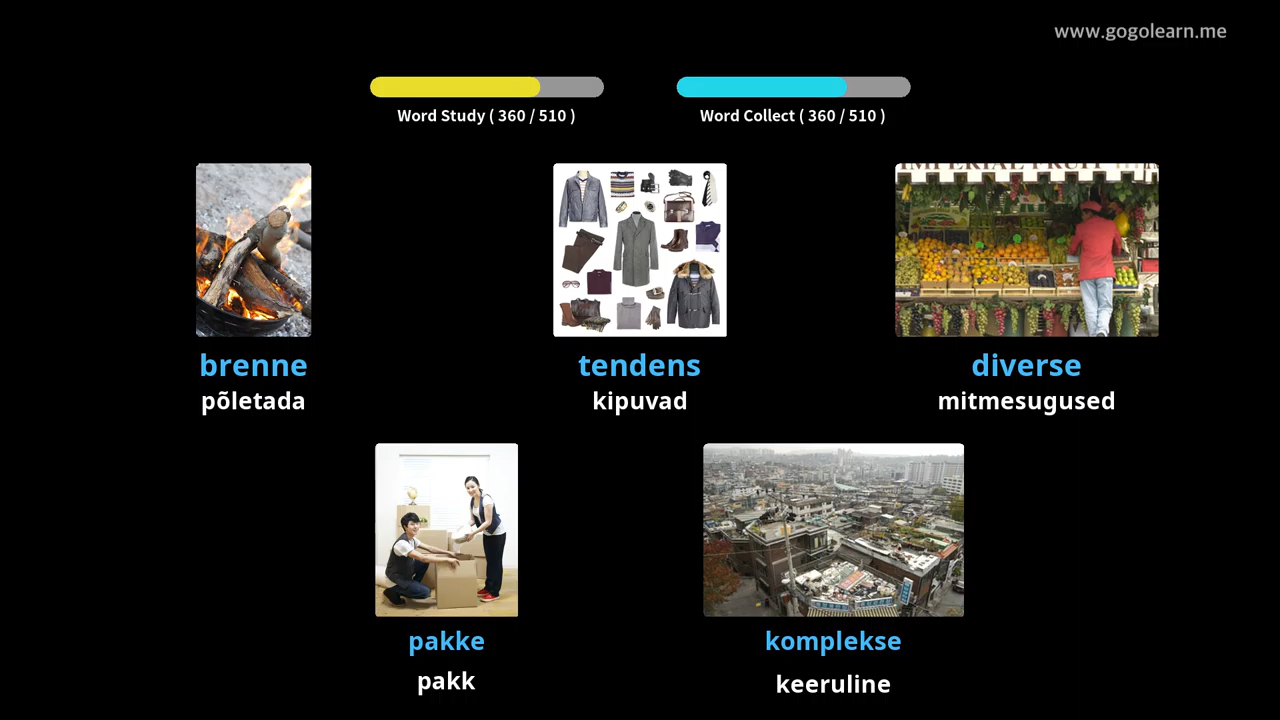 www.gogolearn.me
Word Study ( 360 / 510 )
Word Collect ( 360 / 510 )
brenne
põletada
tendens
kipuvad
diverse
mitmesugused
pakke
pakk
komplekse
keeruline